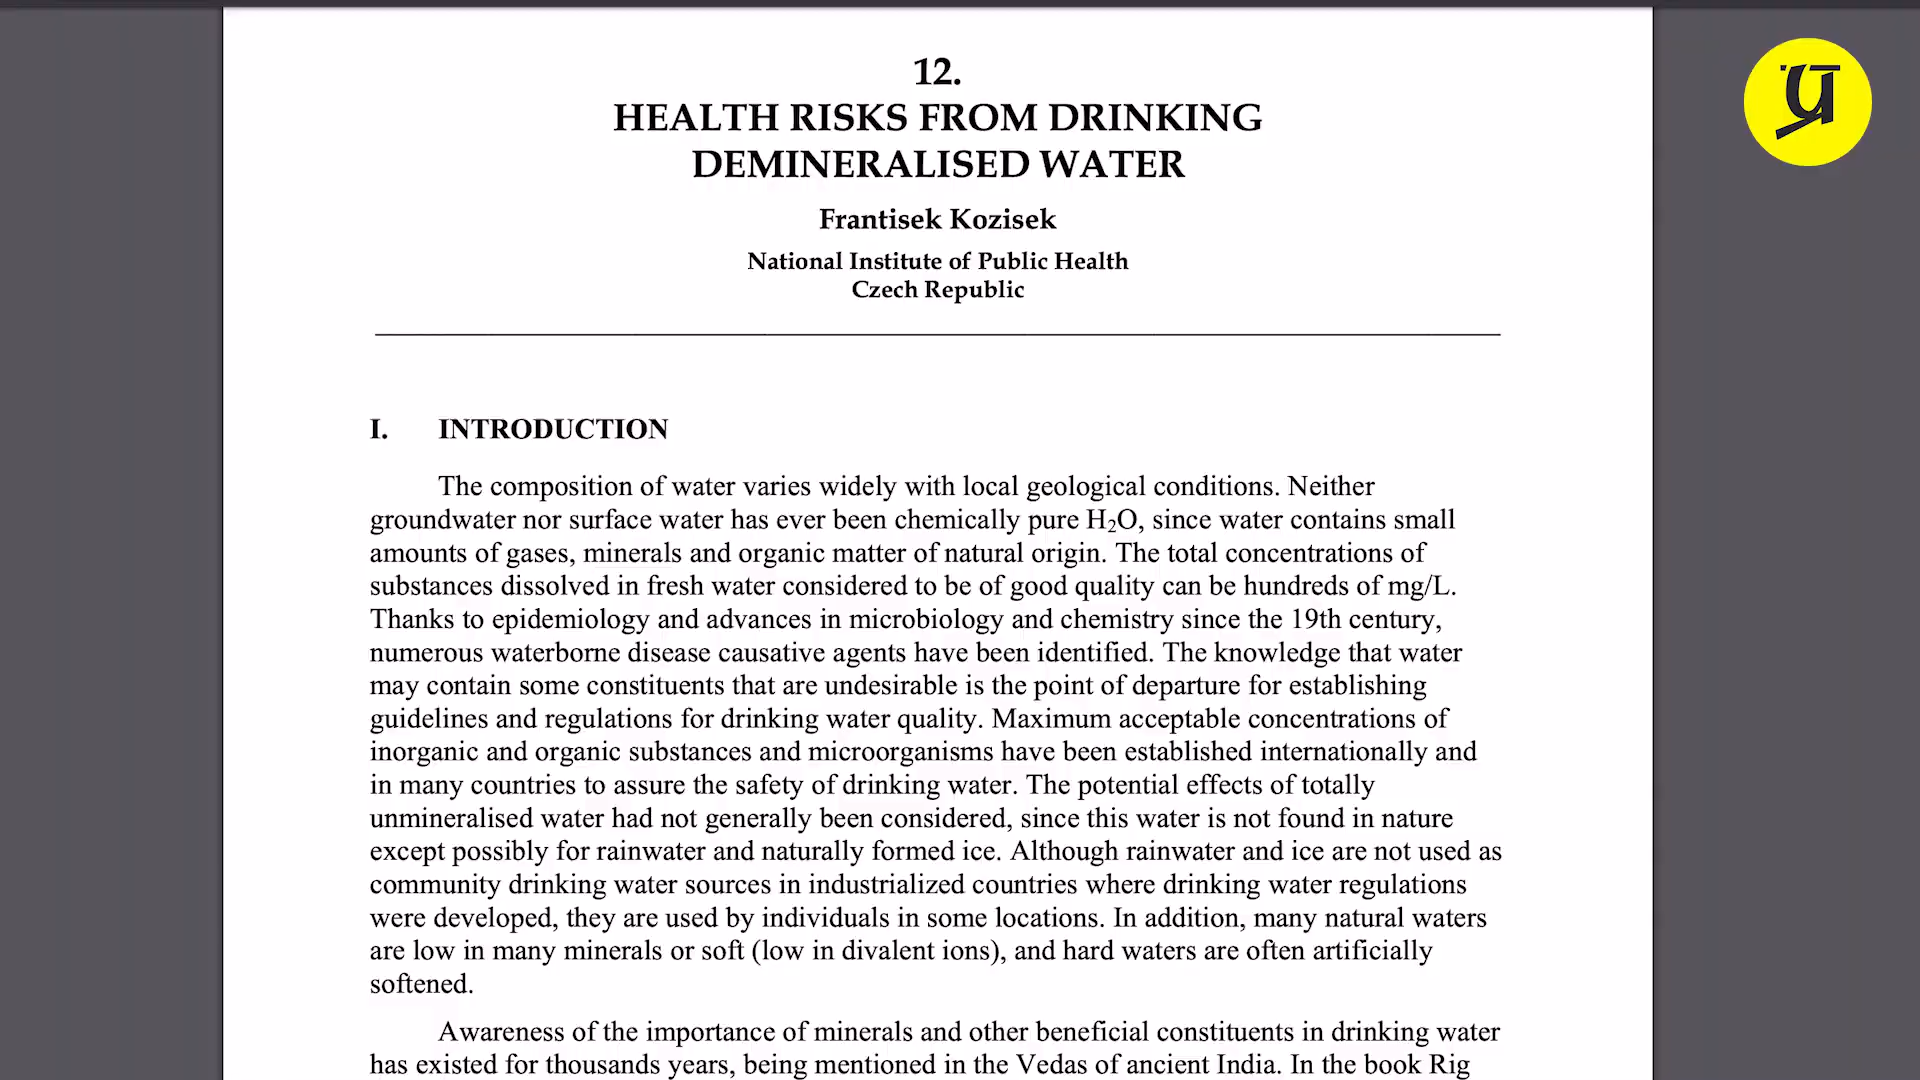 12.
HEALTH RISKS FROM DRINKING
DEMINERALISED WATER
Frantisek Kozisek
National Institute of Public Health
Czech Republic
I. INTRODUCTION
The composition of water varies widely with local geological conditions. Neither
groundwater nor surface water has ever been chemically pure H₂O, since water contains small
amounts of gases, minerals and organic matter of natural origin. The total concentrations of
substances dissolved in fresh water considered to be of good quality can be hundreds of mg/L.
Thanks to epidemiology and advances in microbiology and chemistry since the 19th century,
numerous waterborne disease causative agents have been identified. The knowledge that water
may contain some constituents that are undesirable is the point of departure for establishing
guidelines and regulations for drinking water quality. Maximum acceptable concentrations of
inorganic and organic substances and microorganisms have been established internationally and
in many countries to assure the safety of drinking water. The potential effects of totally
unmineralised water had not generally been considered, since this water is not found in nature
except possibly for rainwater and naturally formed ice. Although rainwater and ice are not used as
community drinking water sources in industrialized countries where drinking water regulations
were developed, they are used by individuals in some locations. In addition, many natural waters
are low in many minerals or soft (low in divalent ions), and hard waters are often artificially
softened.
Awareness of the importance of minerals and other beneficial constituents in drinking water
has existed for thousands years, being mentioned in the Vedas of ancient India. In the book Rig